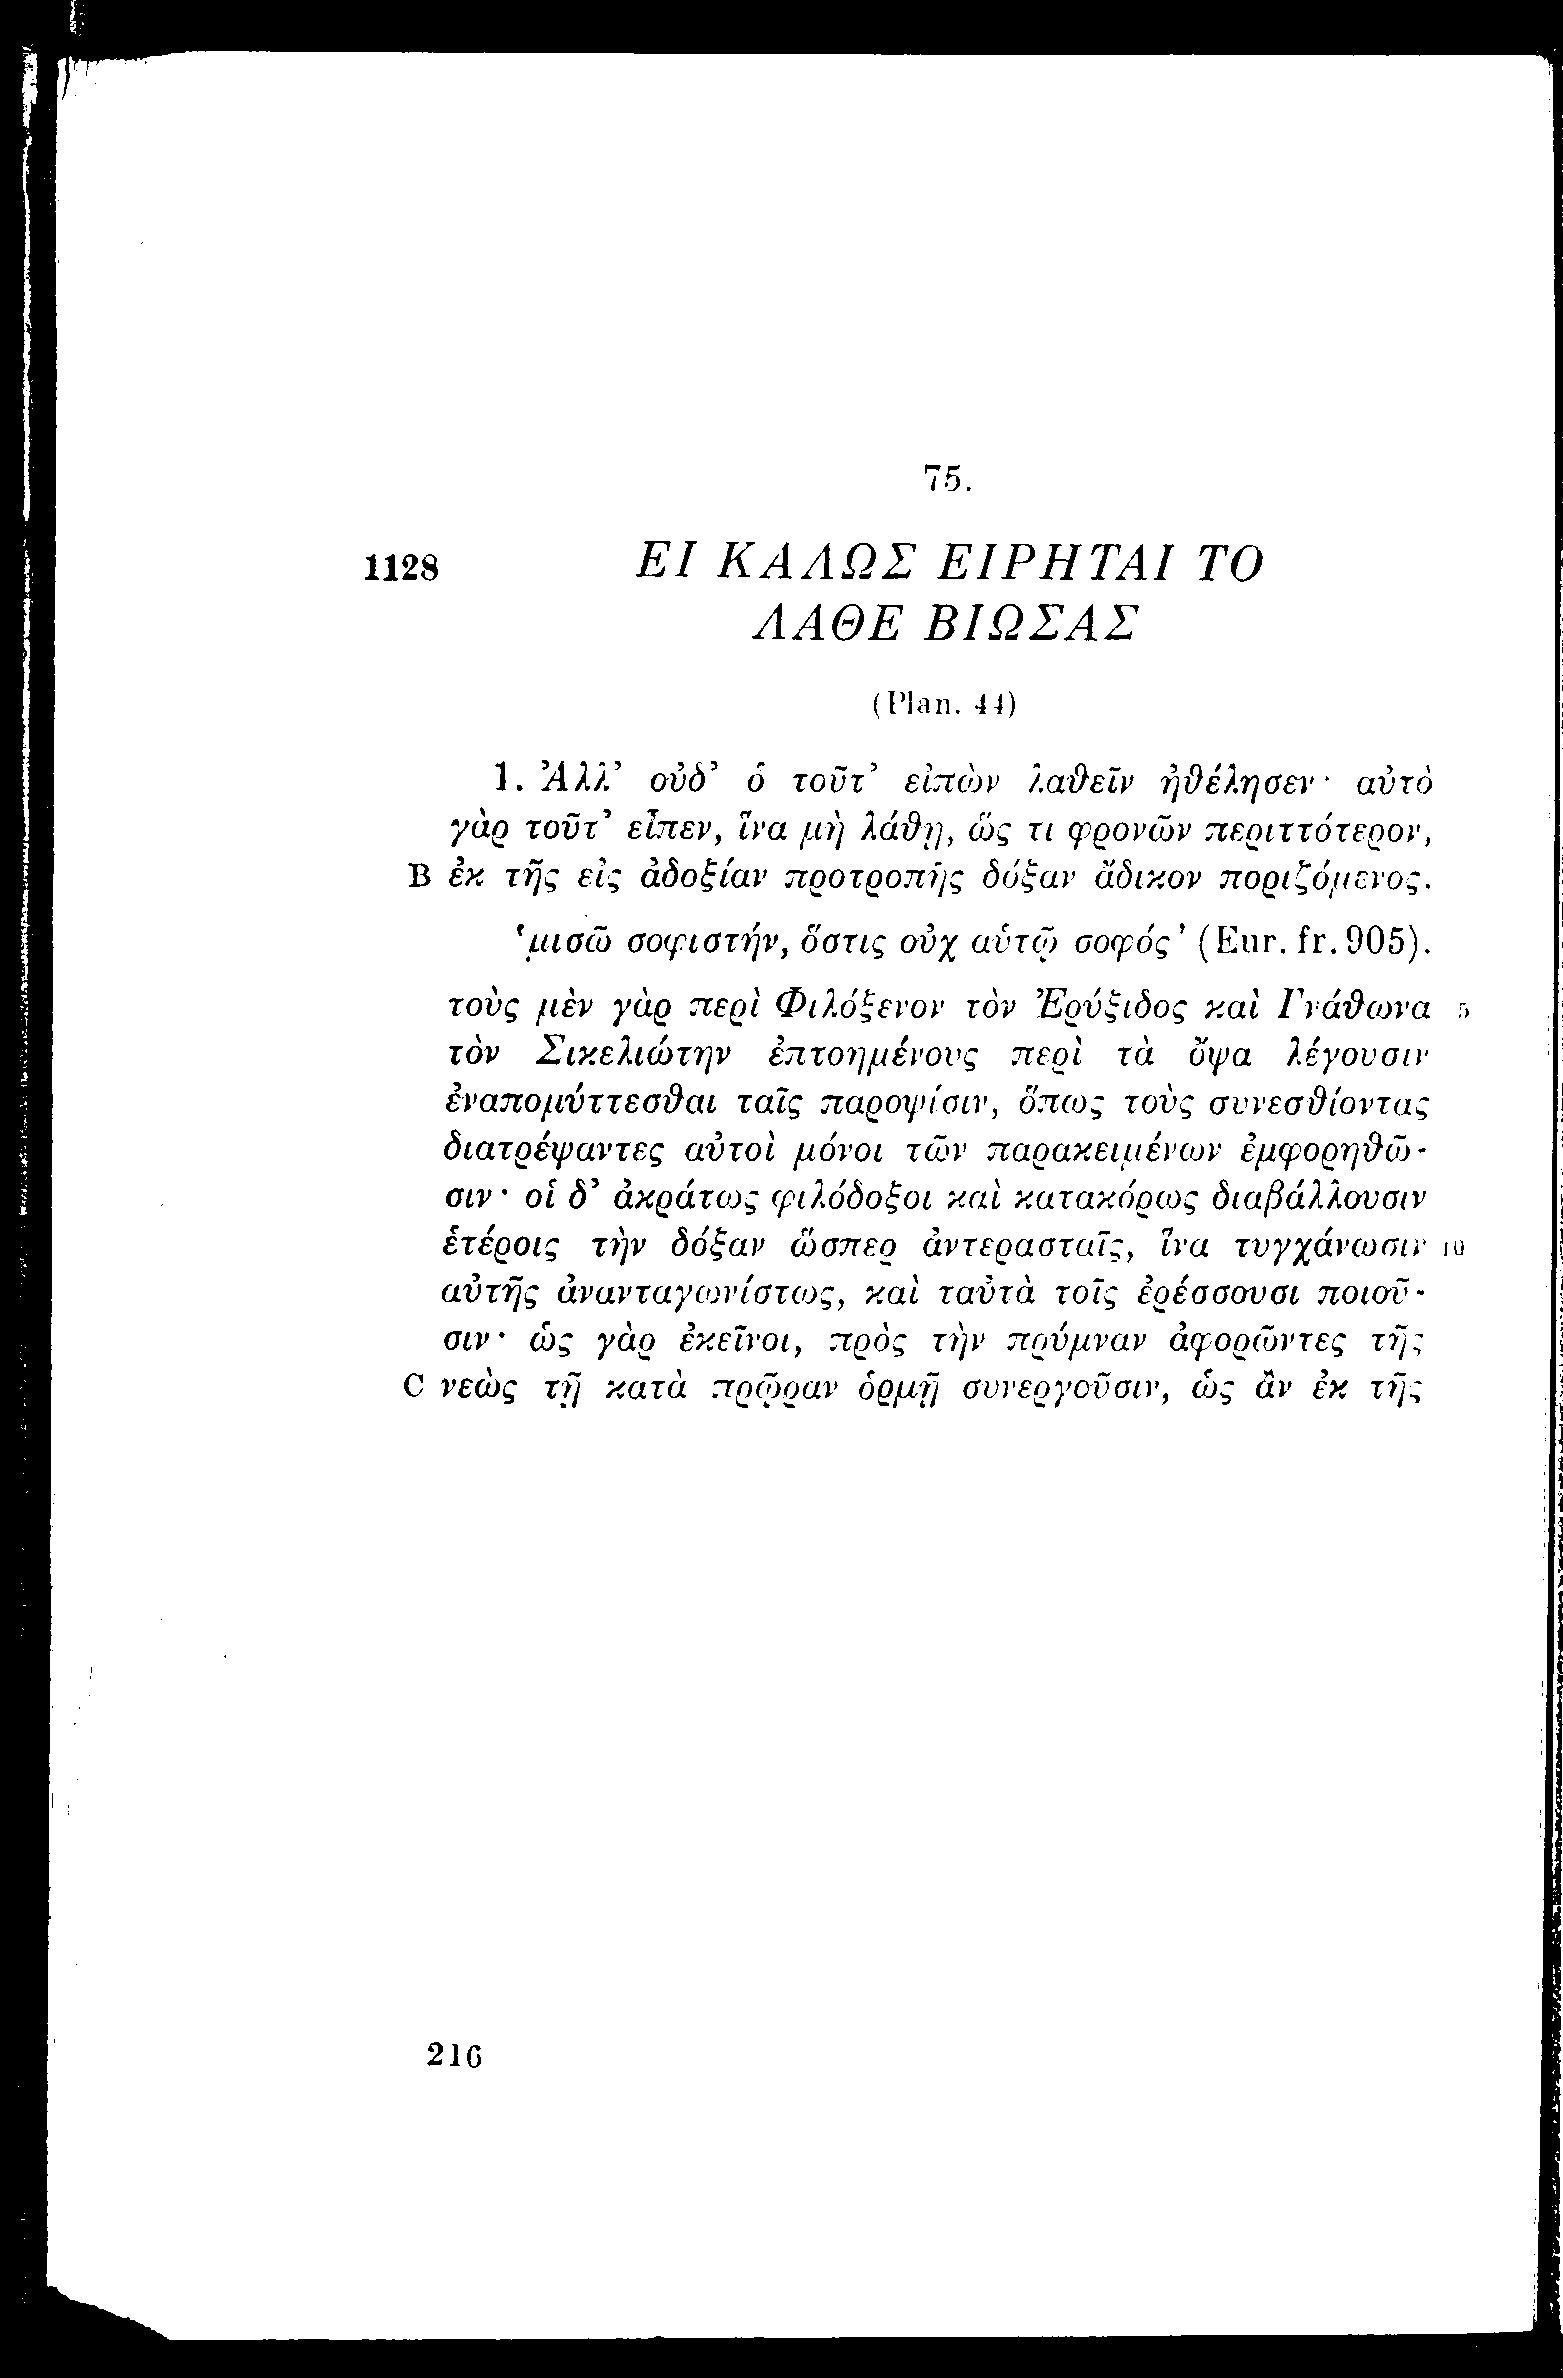 75.
1128 ΕΙ ΚΑΛΩΣ ΕΙΡΗΤΑΙ ΤΟ
ΛΑΘΕ ΒΙΩΣΑΣ
(Plan. 44)
1. Ἀλλ’ οὐδ’ ὁ τοῦτ’ εἰπὼν λαθεῖν ἠθέλησεν· αὐτὸ
γὰρ τοῦτ’ εἶπεν, ἵνα μὴ λάθῃ, ὥς τι φρονῶν περιττότερον,
B ἐκ τῆς εἰς ἀδοξίαν προτροπῆς δόξαν ἄδικον ποριζόμενος.
‘μισῶ σοφιστήν, ὅστις οὐχ αὑτῷ σοφός’ (Eur. fr. 905).
τοὺς μὲν γὰρ περὶ Φιλόξενον τὸν Ἐρύξιδος καὶ Γνάθωνα 5
τὸν Σικελιώτην ἐπτοημένους περὶ τὰ ὄψα λέγουσιν
ἐναπομύττεσθαι ταῖς παροψίσιν, ὅπως τοὺς συνεσθίοντας
διατρέψαντες αὐτοὶ μόνοι τῶν παρακειμένων ἐμφορηθῶ-
σιν· οἱ δ’ ἀκράτως φιλόδοξοι καὶ κατακόρως διαβάλλουσιν
ἑτέροις τὴν δόξαν ὥσπερ ἀντερασταῖς, ἵνα τυγχάνωσιν 10
αὐτῆς ἀνανταγωνίστως, καὶ ταὐτὰ τοῖς ἐρέσσουσι ποιοῦ-
σιν· ὡς γὰρ ἐκεῖνοι, πρὸς τὴν πρύμναν ἀφορῶντες τῆς
C νεὼς τῇ κατὰ πρῷραν ὁρμῇ συνεργοῦσιν, ὡς ἂν ἐκ τῆς
216